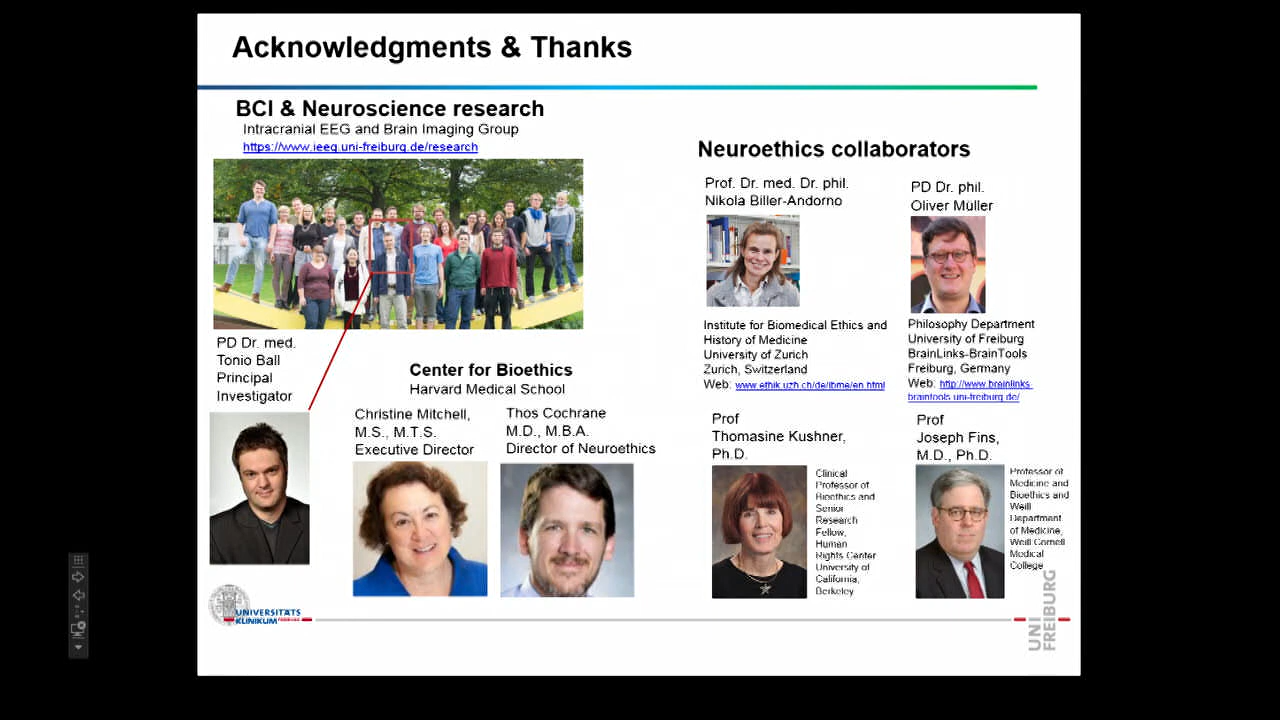 Acknowledgments & Thanks
BCI & Neuroscience research
Intracranial EEG and Brain Imaging Group
https://www.ieeg.uni-freiburg.de/research
PD Dr. med.
Tonio Ball
Principal
Investigator
Center for Bioethics
Harvard Medical School
Christine Mitchell,
M.S., M.T.S.
Executive Director
Thos Cochrane
M.D., M.B.A.
Director of Neuroethics
Neuroethics collaborators
Prof. Dr. med. Dr. phil.
Nikola Biller-Andorno
Institute for Biomedical Ethics and
History of Medicine
University of Zurich
Zurich, Switzerland
Web: www.ethik.uzh.ch/de/ibme/en.html
PD Dr. phil.
Oliver Müller
Philosophy Department
University of Freiburg
BrainLinks-BrainTools
Freiburg, Germany
Web: http://www.brainlinks-
braintools.uni-freiburg.de/
Prof
Thomasine Kushner,
Ph.D.
Clinical
Professor of
Bioethics and
Senior
Research
Fellow,
Human
Rights Center
University of
California,
Berkeley
Prof
Joseph Fins,
M.D., Ph.D.
Professor of
Medicine and
Bioethics and
Weill
Department
of Medicine,
Weill Cornell
Medical
College
UNIVERSITÄTS
KLINIKUM FREIBURG
UNI
FREIBURG